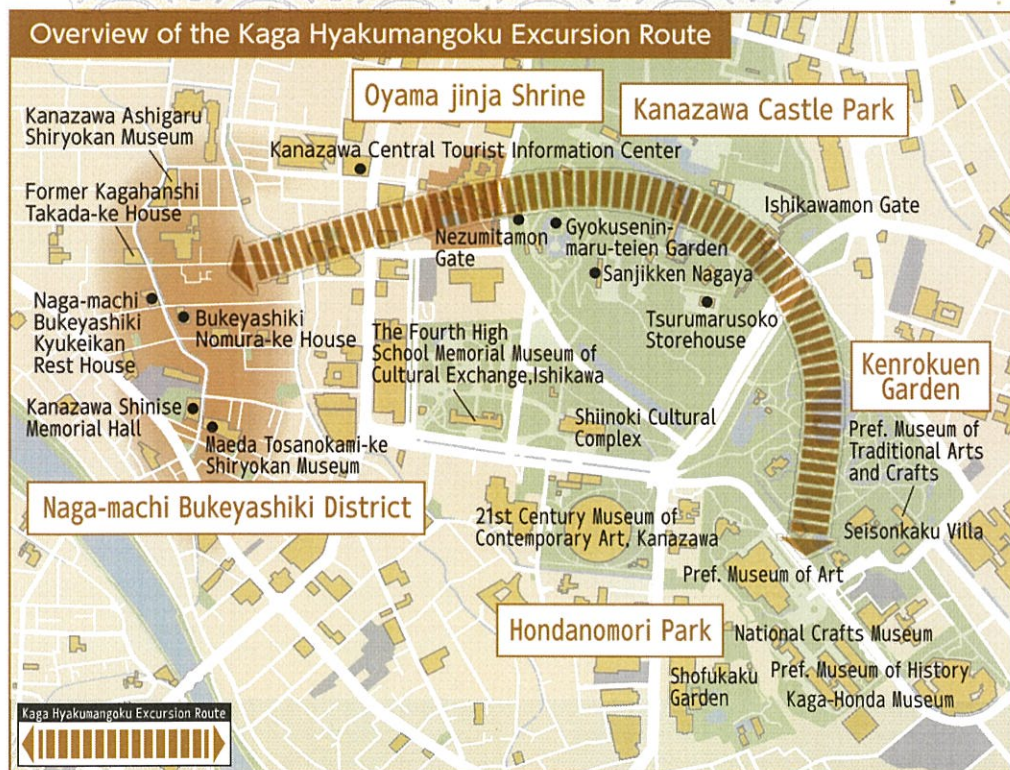 Overview of the Kaga Hyakumangoku Excursion Route
Oyama jinja Shrine
Kanazawa Castle Park
Kanazawa Ashigaru
Shiryokan Museum
Kanazawa Central Tourist Information Center
Former Kagahanshi
Takada-ke House
Ishikawamon Gate
Nezumitamon
Gate
Gyokusenin-
maru-teien Garden
Sanjikken Nagaya
Tsurumarusoko
Storehouse
Naga-machi
Bukeyashiki
Kyukeikan
Rest House
Bukeyashiki
Nomura-ke House
The Fourth High
School Memorial Museum of
Cultural Exchange,Ishikawa
Kenrokuen
Garden
Kanazawa Shinise
Memorial Hall
Maeda Tosanokami-ke
Shiryokan Museum
Shiinoki Cultural
Complex
Pref. Museum of
Traditional Arts
and Crafts
Naga-machi Bukeyashiki District
21st Century Museum of
Contemporary Art, Kanazawa
Seisonkaku Villa
Pref. Museum of Art
Hondanomori Park
National Crafts Museum
Shofukaku
Garden
Pref. Museum of History
Kaga-Honda Museum
Kaga Hyakumangoku Excursion Route